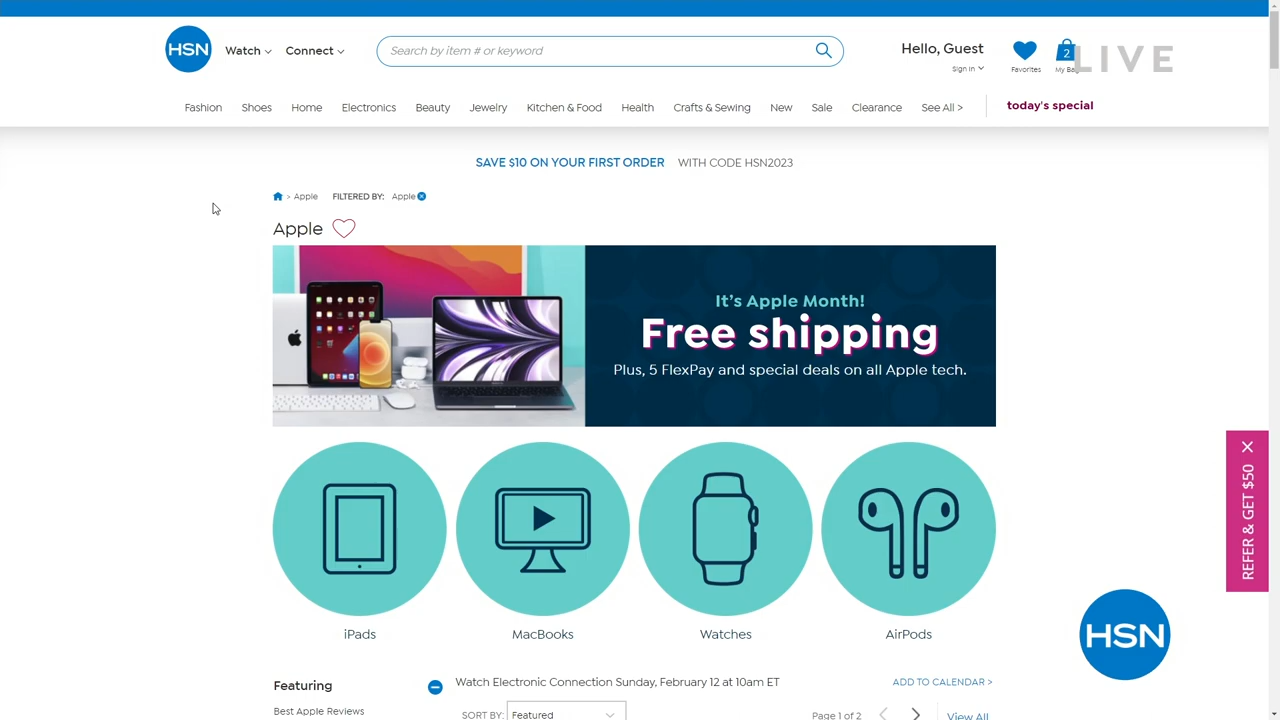 HSN
Watch
Connect
Search by item # or keyword
Hello, Guest
Sign In
Favorites
2
My Ba
LIVE
Fashion
Shoes
Home
Electronics
Beauty
Jewelry
Kitchen & Food
Health
Crafts & Sewing
New
Sale
Clearance
See All >
today's special
SAVE $10 ON YOUR FIRST ORDER WITH CODE HSN2023
> Apple FILTERED BY: Apple
Apple
It's Apple Month!
Free shipping
Plus, 5 FlexPay and special deals on all Apple tech.
REFER & GET $50
iPads
MacBooks
Watches
AirPods
HSN
Featuring
Best Apple Reviews
Watch Electronic Connection Sunday, February 12 at 10am ET
ADD TO CALENDAR >
SORT BY: Featured
Page 1 of 2
View All